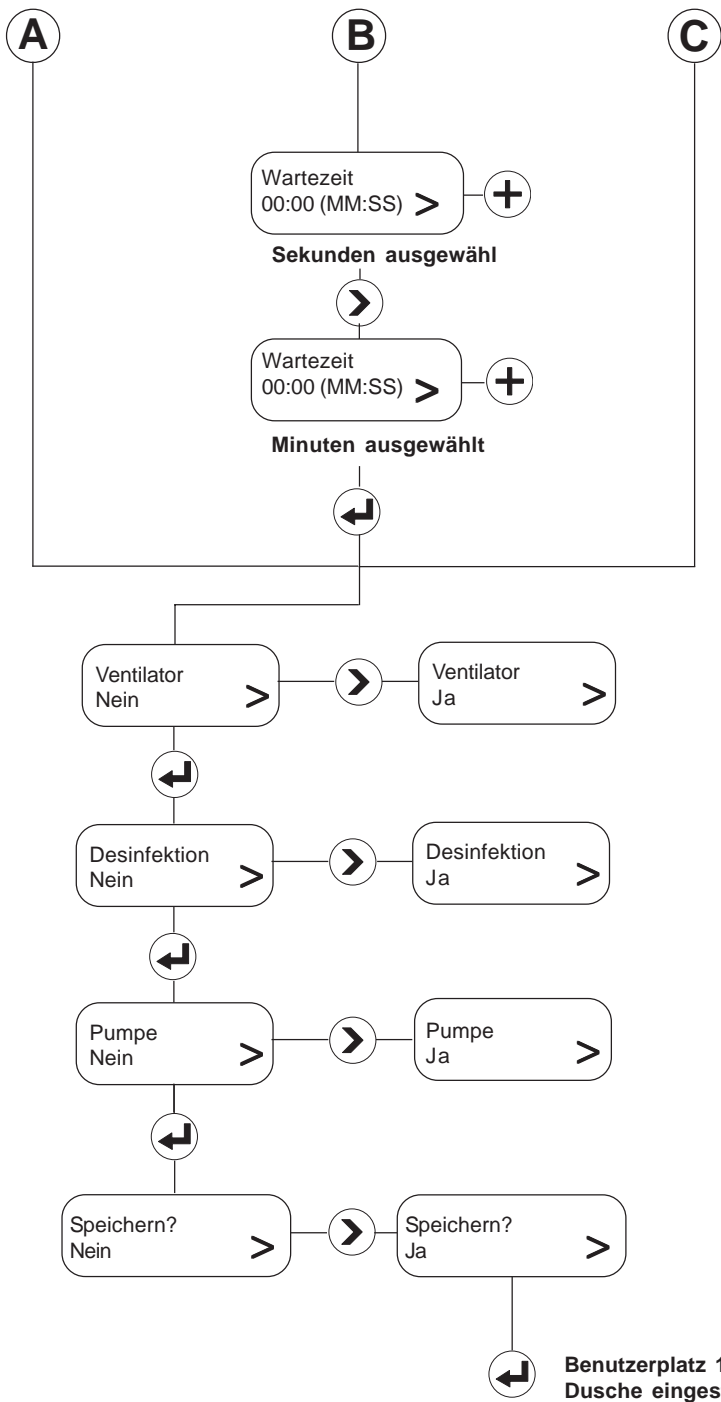 A B C
Wartezeit
00:00 (MM:SS) >
Sekunden ausgewähl
Wartezeit
00:00 (MM:SS) >
Minuten ausgewählt
Ventilator
Nein >
Ventilator
Ja >
Desinfektion
Nein >
Desinfektion
Ja >
Pumpe
Nein >
Pumpe
Ja >
Speichern?
Nein >
Speichern?
Ja >
Benutzerplatz 1
Dusche einges